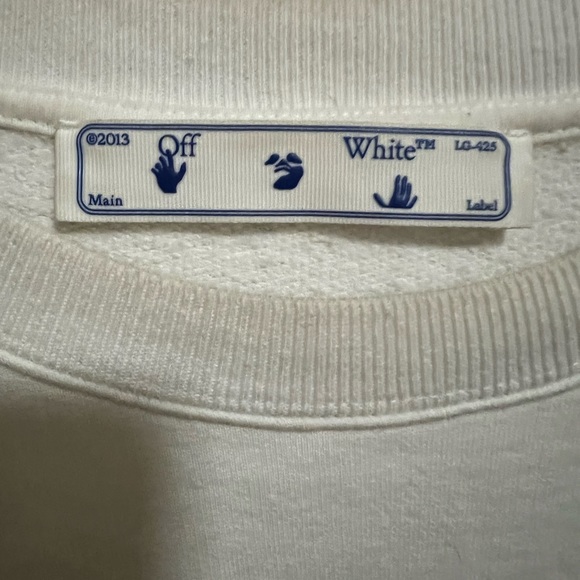 ©2013 Off White™ LG-425
Main Label